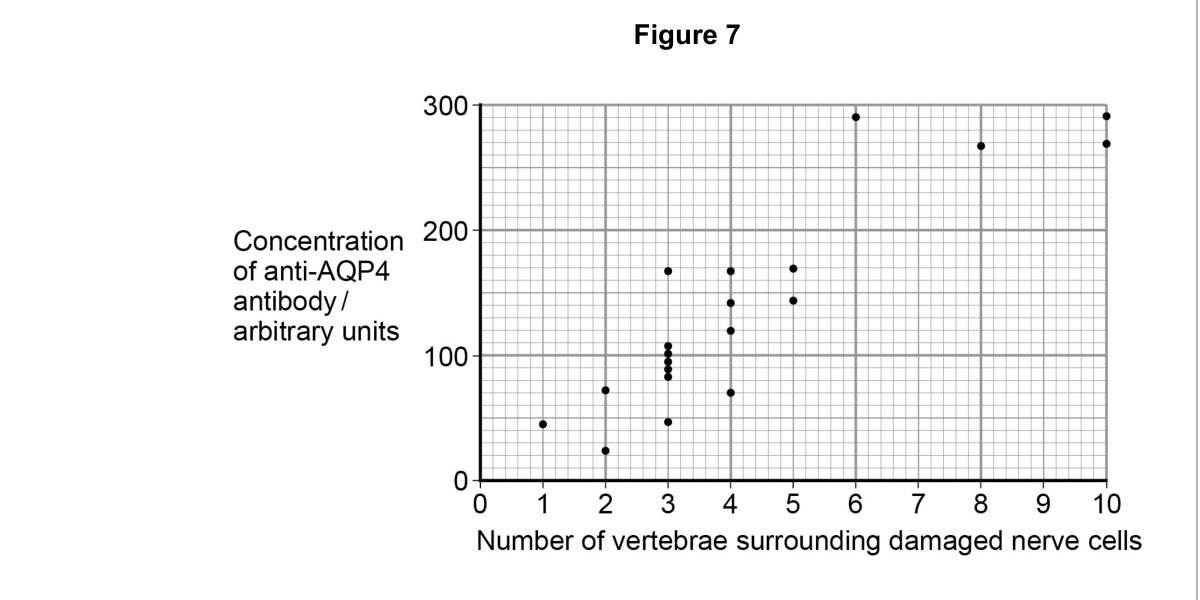 Figure 7
300
200
100
0
Concentration
of anti-AQP4
antibody /
arbitrary units
0 1 2 3 4 5 6 7 8 9 10
Number of vertebrae surrounding damaged nerve cells